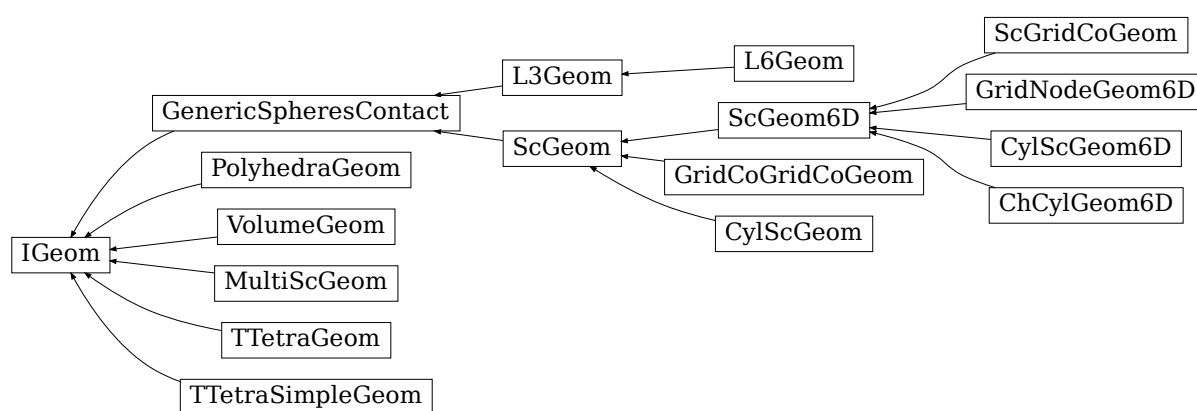 ScGridCoGeom
L3Geom
L6Geom
GridNodeGeom6D
GenericSpheresContact
ScGeom6D
ScGeom
CylScGeom6D
PolyhedraGeom
GridCoGridCoGeom
ChCylGeom6D
VolumeGeom
CylScGeom
IGeom
MultiScGeom
TTetraGeom
TTetraSimpleGeom